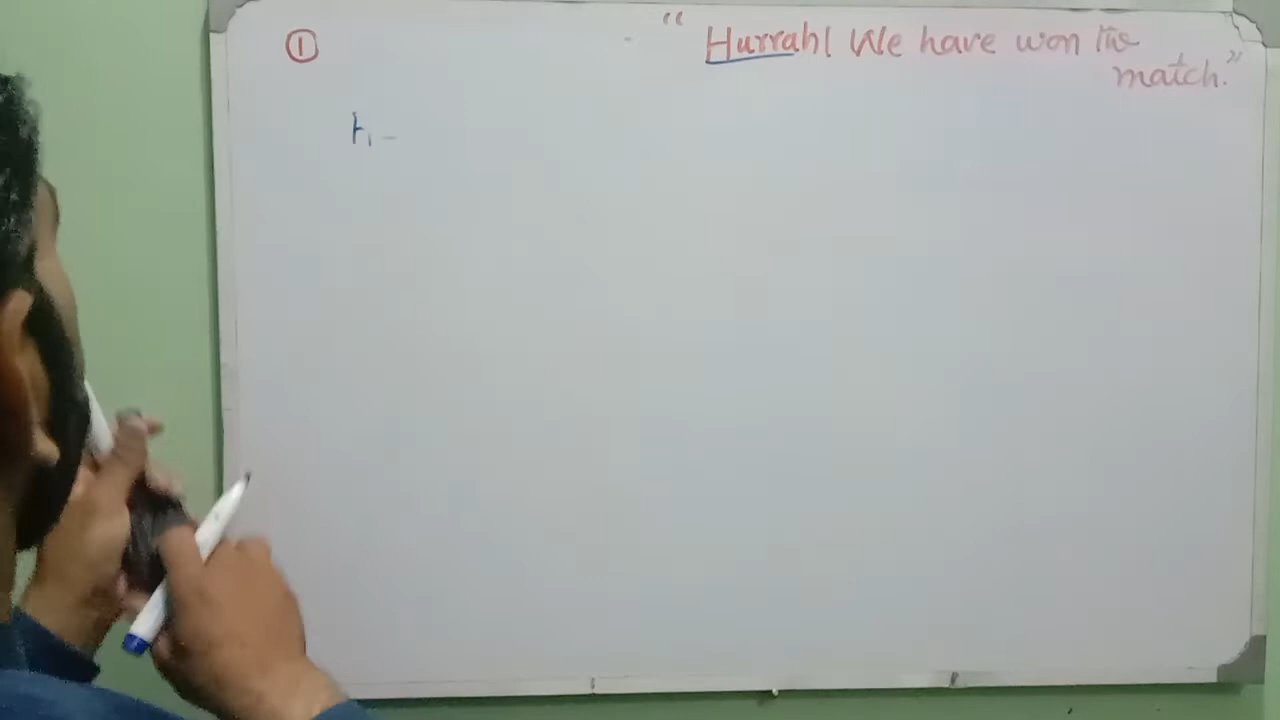 ① " Hurrah! We have won the
match."